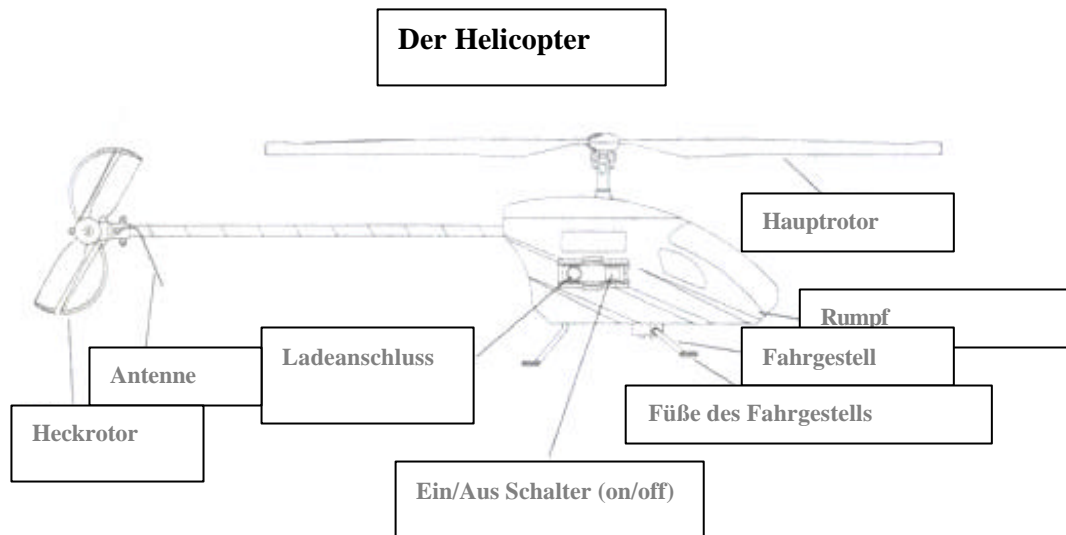 Der Helicopter
Hauptrotor
Rumpf
Ladeanschluss
Fahrgestell
Antenne
Füße des Fahrgestells
Heckrotor
Ein/Aus Schalter (on/off)